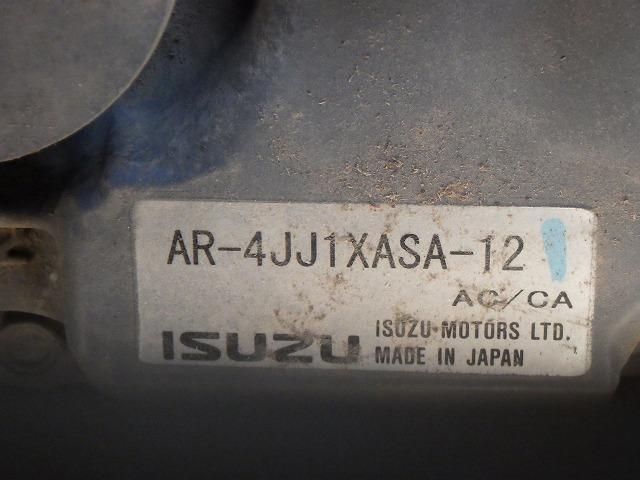 AR-4JJ1XASA-12
AC/CA
ISUZU
ISUZU MOTORS LTD.
MADE IN JAPAN